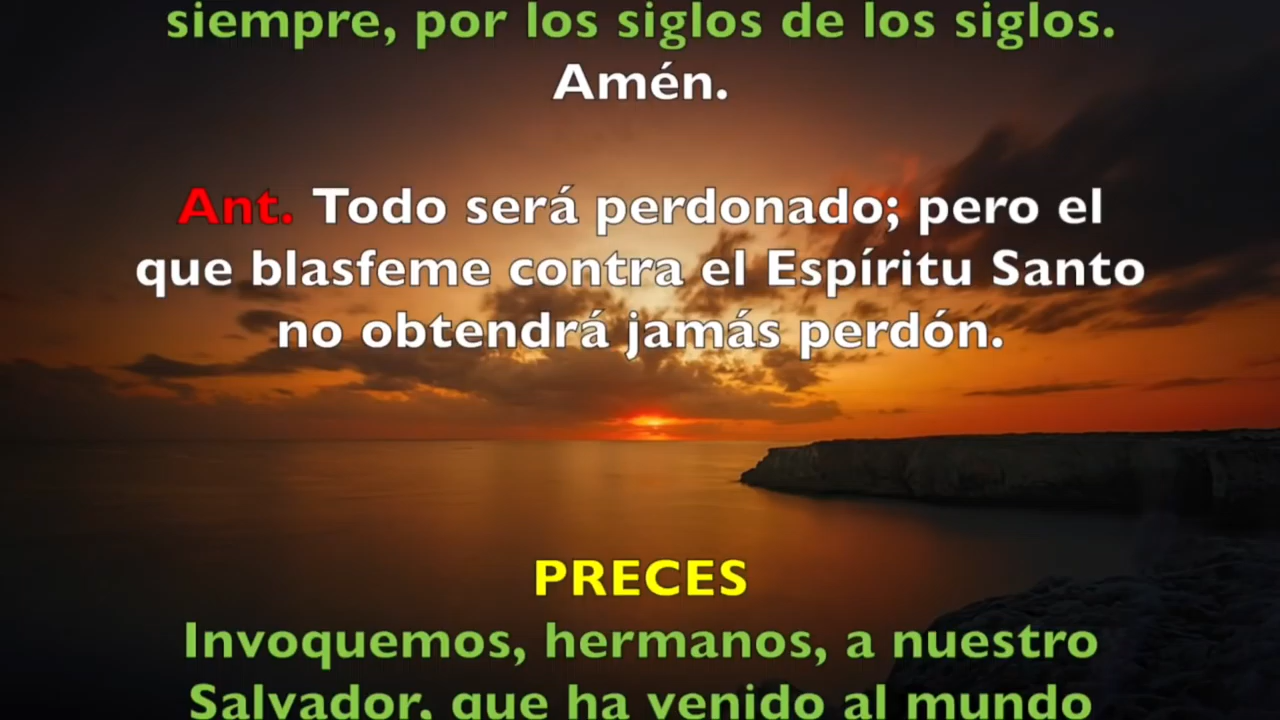 siempre, por los siglos de los siglos.
Amén.
Ant. Todo será perdonado; pero el
que blasfeme contra el Espíritu Santo
no obtendrá jamás perdón.
PRECES
Invoquemos, hermanos, a nuestro
Salvador, que ha venido al mundo